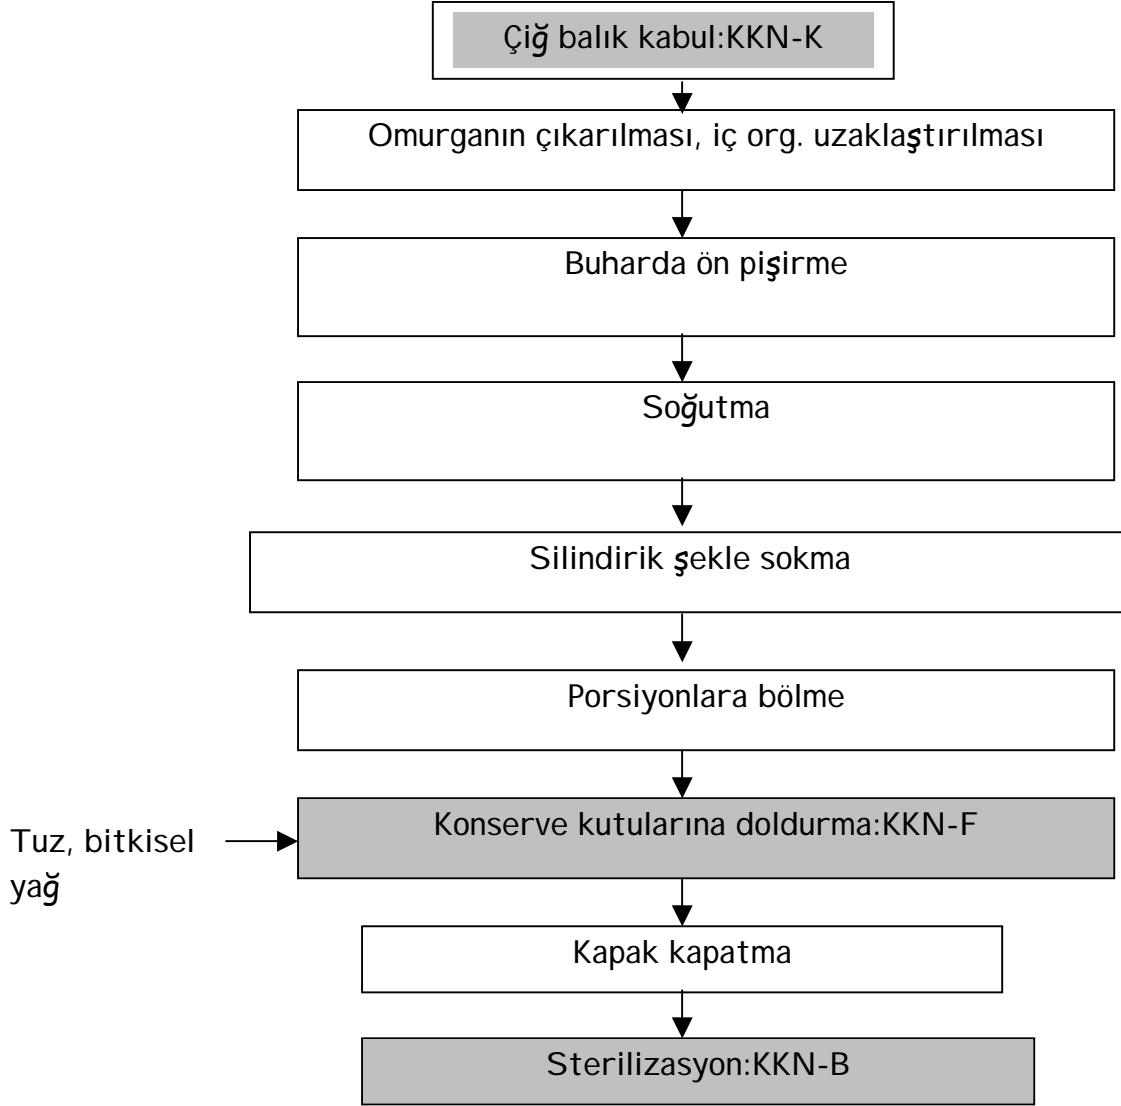 Çiğ balık kabul:KKN-K
Omurganın çıkarılması, iç org. uzaklaştırılması
Buharda ön pişirme
Soğutma
Silindirik şekle sokma
Porsiyonlara bölme
Konserve kutularına doldurma:KKN-F
Tuz, bitkisel
yağ
Kapak kapatma
Sterilizasyon:KKN-B